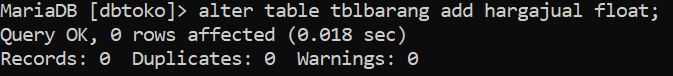 MariaDB [dbtoko]> alter table tblbarang add hargajual float;
Query OK, 0 rows affected (0.018 sec)
Records: 0  Duplicates: 0  Warnings: 0